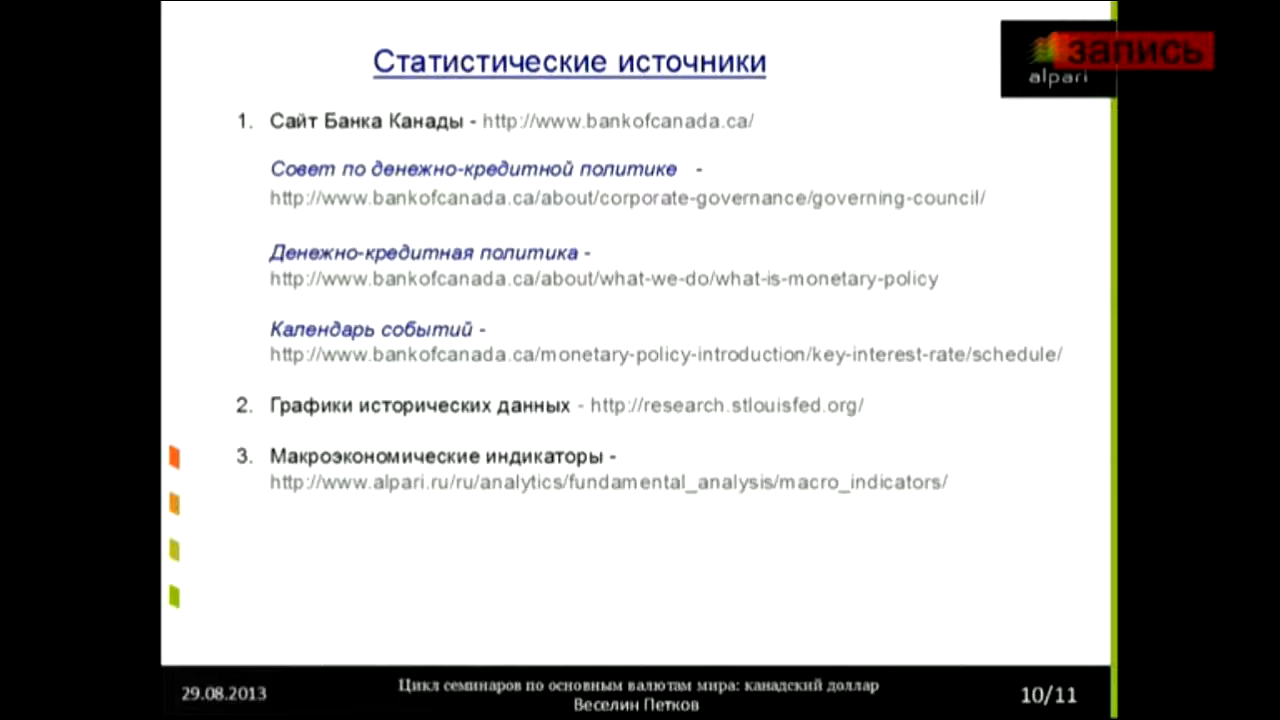 Статистические источники
запись
alpari
1. Сайт Банка Канады - http://www.bankofcanada.ca/
Совет по денежно-кредитной политике -
http://www.bankofcanada.ca/about/corporate-governance/governing-council/
Денежно-кредитная политика -
http://www.bankofcanada.ca/about/what-we-do/what-is-monetary-policy
Календарь событий -
http://www.bankofcanada.ca/monetary-policy-introduction/key-interest-rate/schedule/
2. Графики исторических данных - http://research.stlouisfed.org/
3. Макроэкономические индикаторы -
http://www.alpari.ru/ru/analytics/fundamental_analysis/macro_indicators/
29.08.2013
Цикл семинаров по основным валютам мира: канадский доллар
Веселин Петков
10/11